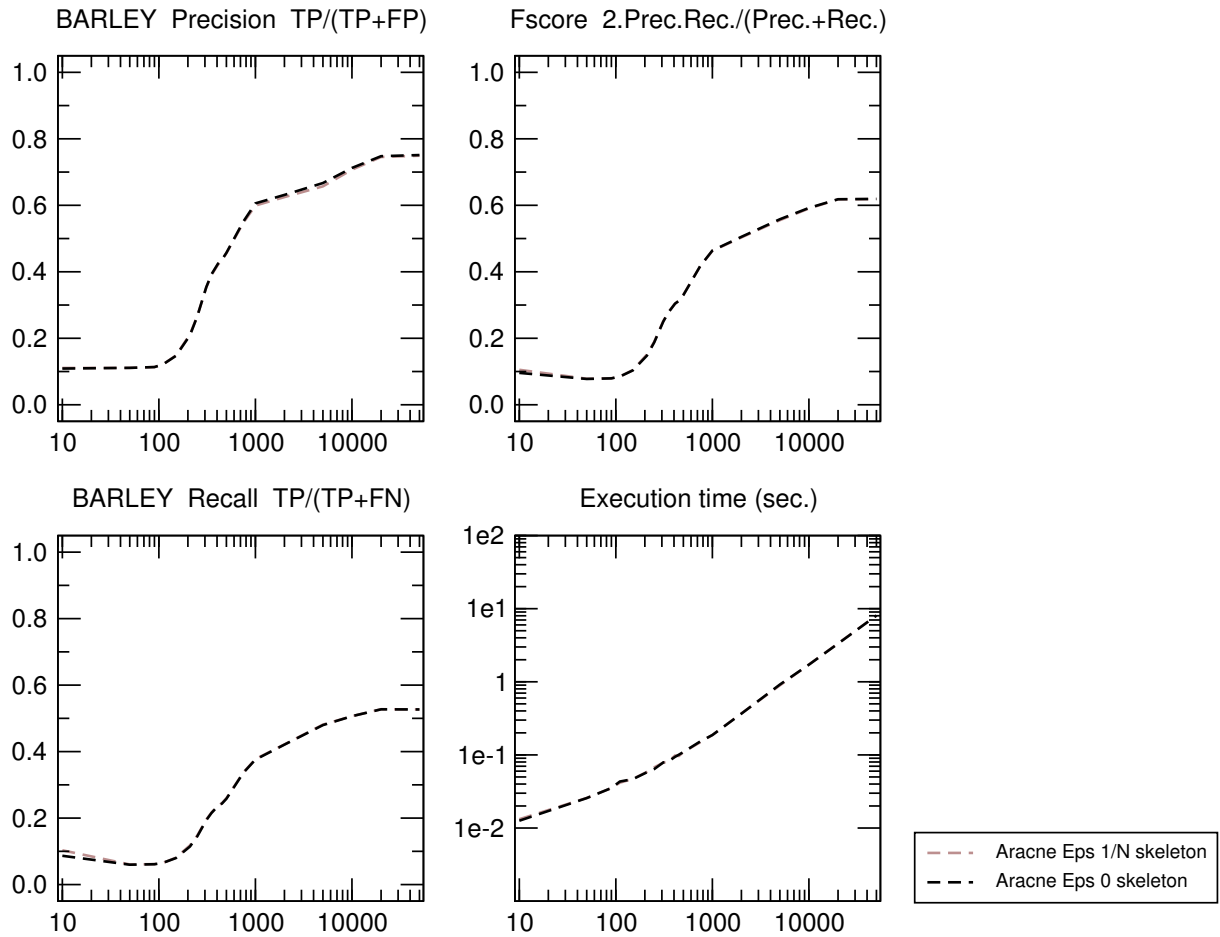 BARLEY Precision TP/(TP+FP)
1.0
0.8
0.6
0.4
0.2
0.0
10 100 1000 10000
Fscore 2.Prec.Rec./(Prec.+Rec.)
1.0
0.8
0.6
0.4
0.2
0.0
10 100 1000 10000
BARLEY Recall TP/(TP+FN)
1.0
0.8
0.6
0.4
0.2
0.0
10 100 1000 10000
Execution time (sec.)
1e2
1e1
1
1e-1
1e-2
10 100 1000 10000
Aracne Eps 1/N skeleton
Aracne Eps 0 skeleton